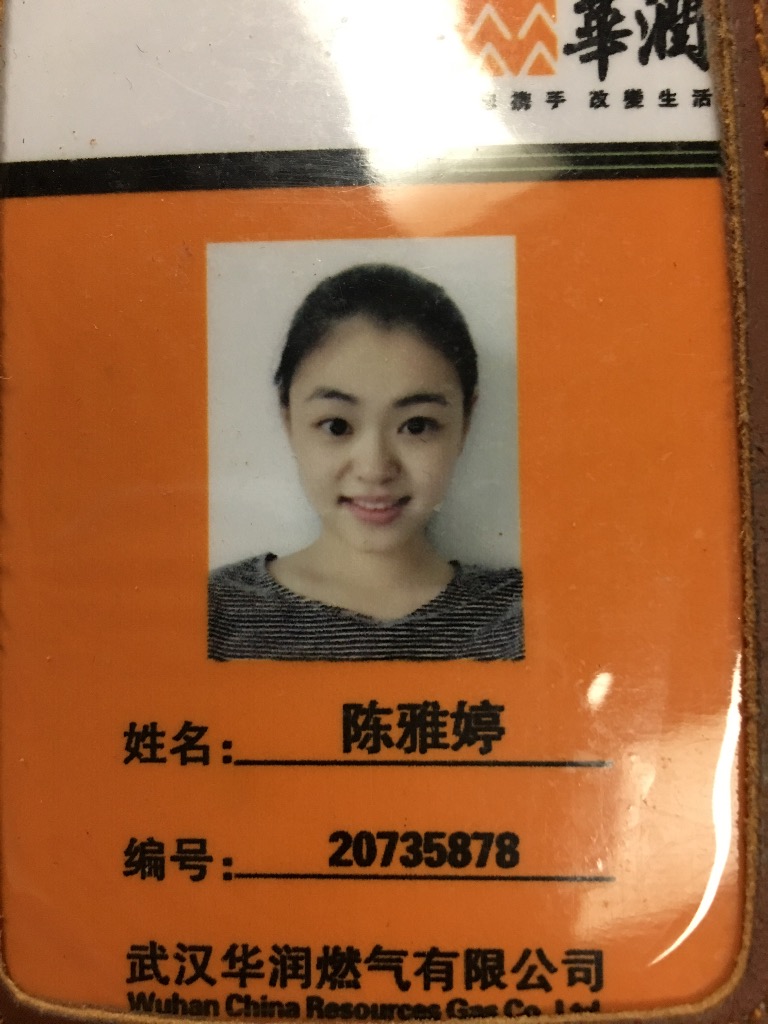 華潤
携手 改變生活
姓名: 陈雅婷
编号: 20735878
武汉华润燃气有限公司
Wuhan China Resources Gas Co., Ltd.